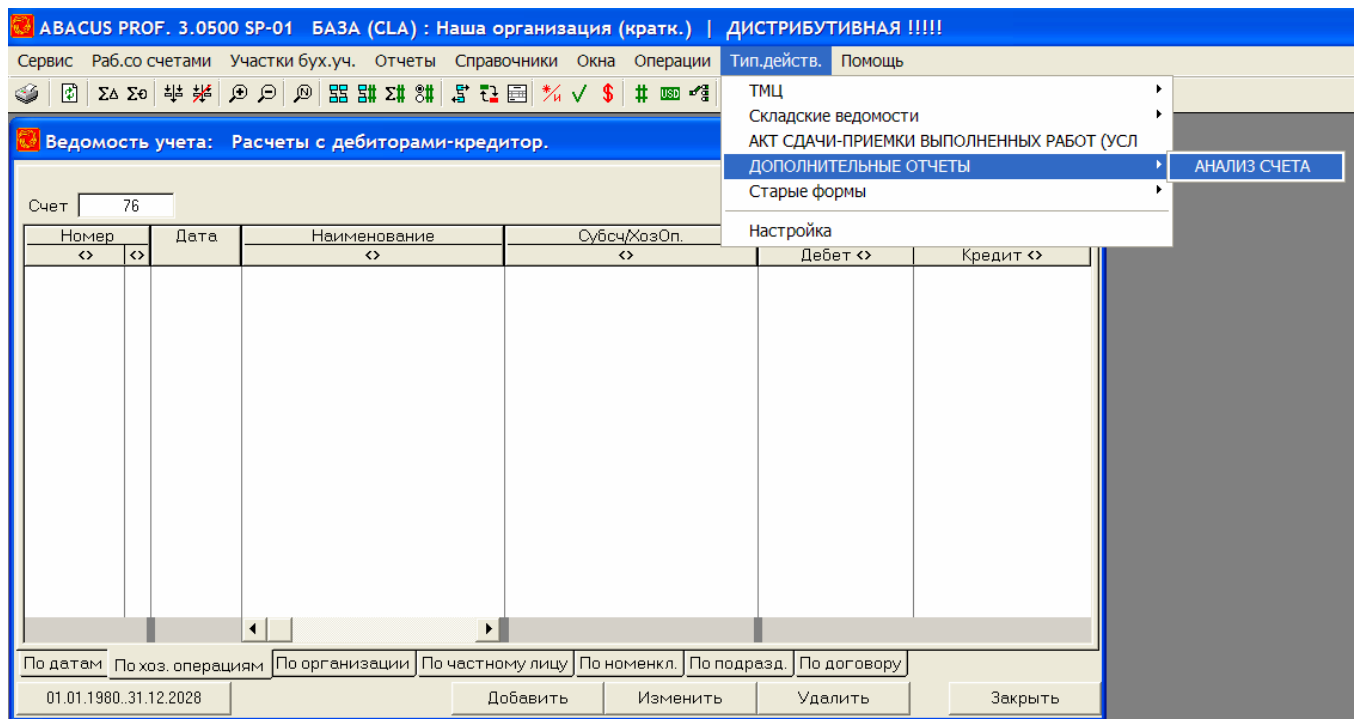 ABACUS PROF. 3.0500 SP-01 БАЗА (CLA) : Наша организация (кратк.) | ДИСТРИБУТИВНАЯ !!!!!
Сервис Раб.со счетами Участки бух.уч. Отчеты Справочники Окна Операции Тип.действ. Помощь
ТМЦ
Складские ведомости
АКТ СДАЧИ-ПРИЕМКИ ВЫПОЛНЕННЫХ РАБОТ (УСЛ
ДОПОЛНИТЕЛЬНЫЕ ОТЧЕТЫ
АНАЛИЗ СЧЕТА
Старые формы
Настройка
Ведомость учета: Расчеты с дебиторами-кредитор.
Счет 76
Номер Дата Наименование Субсч/ХозОп.
<> <> <> <> Дебет <> Кредит <>
По датам По хоз. операциям По организации По частному лицу По номенкл. По подразд. По договору
01.01.1980..31.12.2028 Добавить Изменить Удалить Закрыть